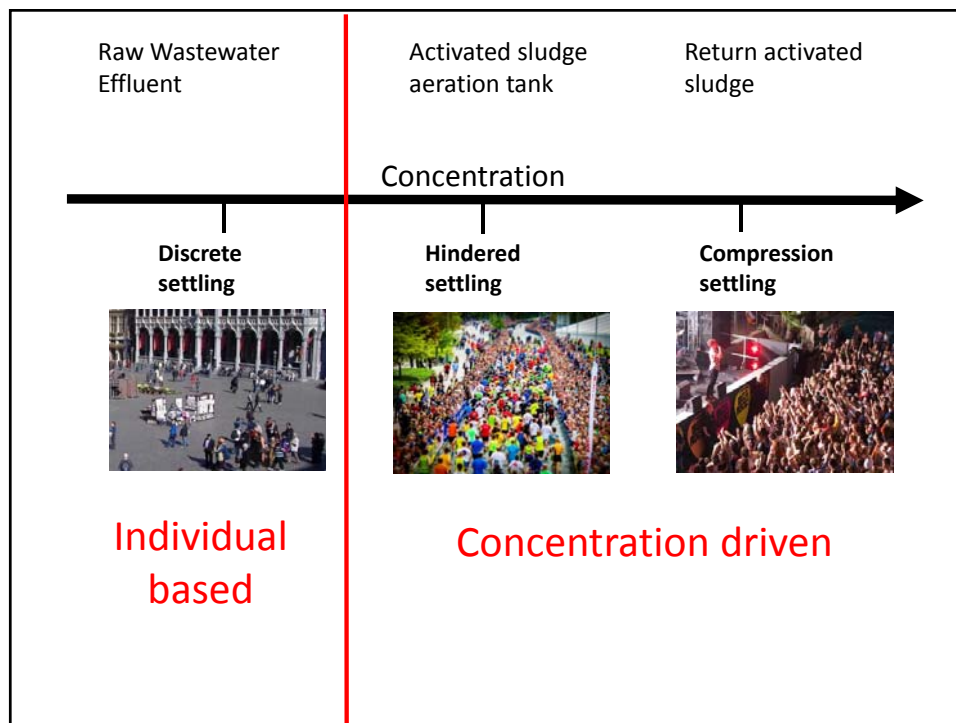 Raw Wastewater
Effluent
Activated sludge
aeration tank
Return activated
sludge
Concentration
Discrete
settling
Hindered
settling
Compression
settling
Individual
based
Concentration driven